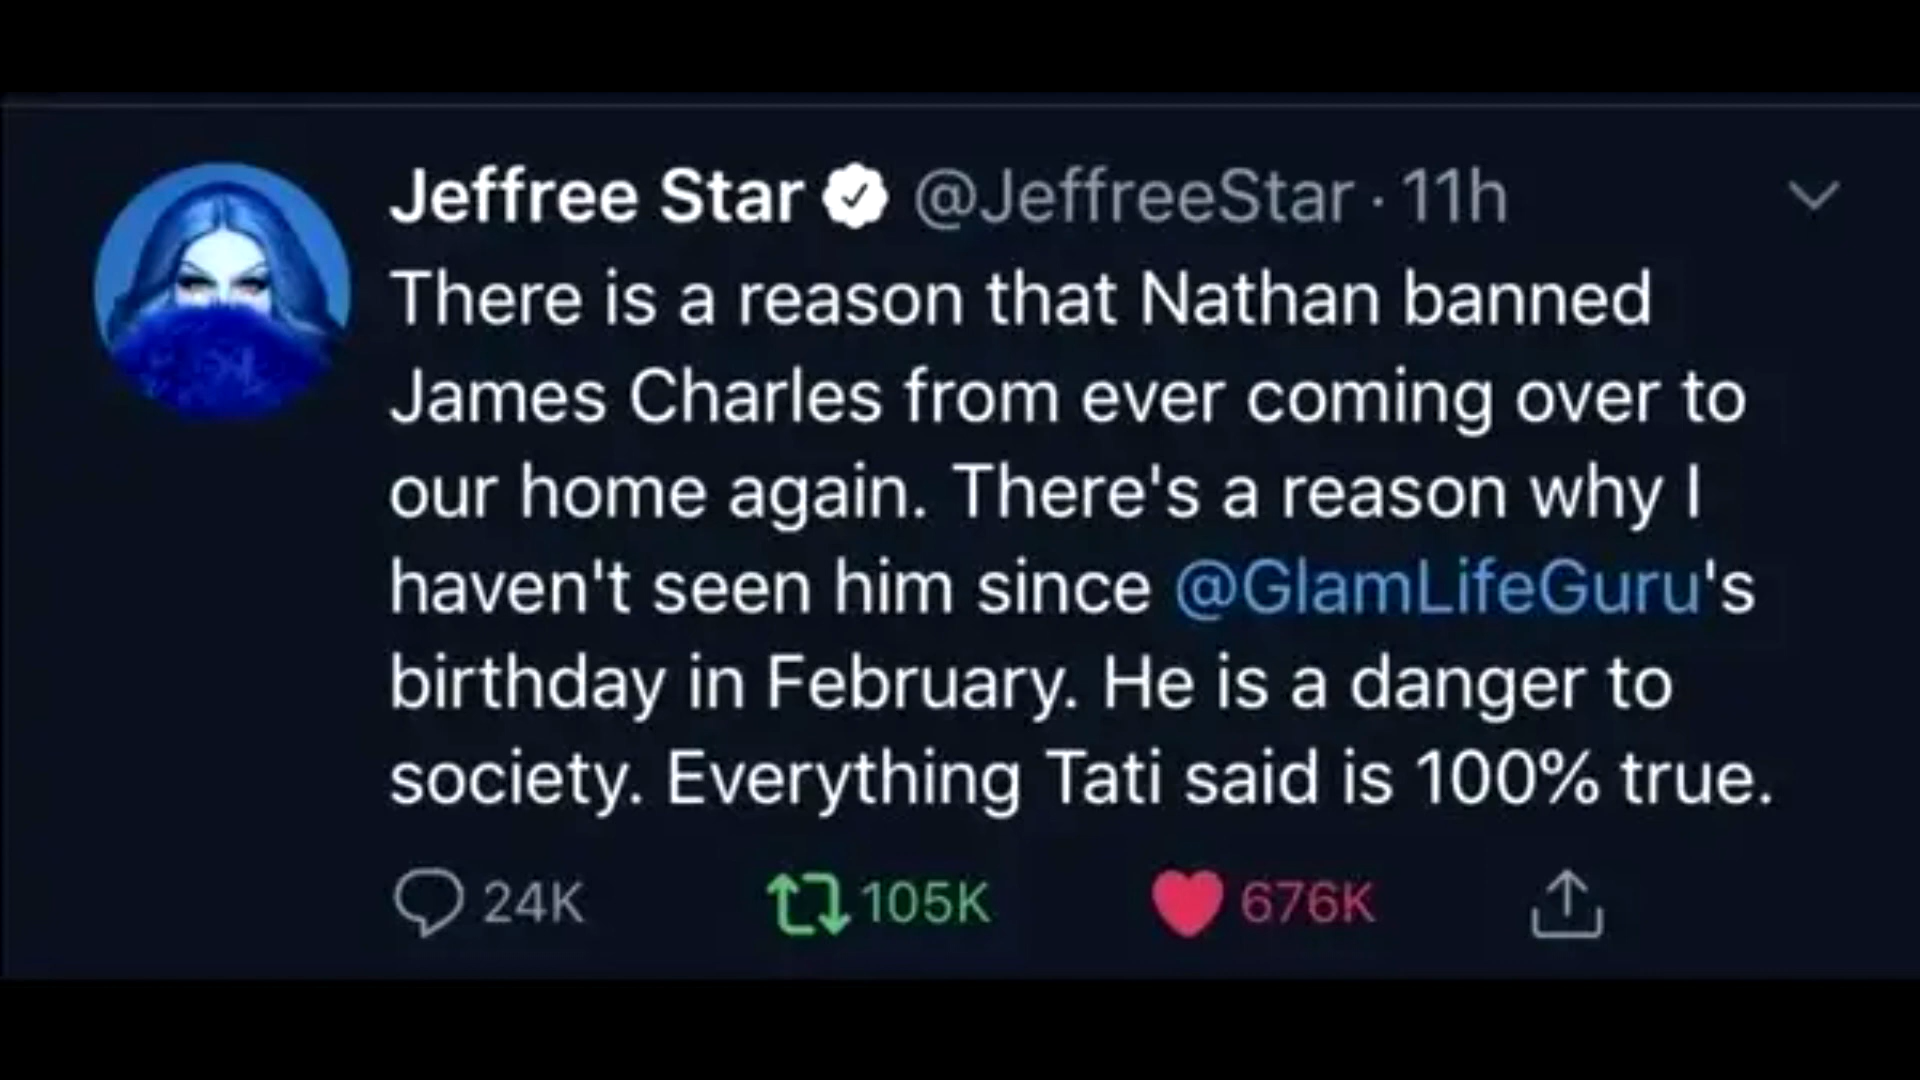 Jeffree Star @JeffreeStar · 11h
There is a reason that Nathan banned
James Charles from ever coming over to
our home again. There's a reason why I
haven't seen him since @GlamLifeGuru's
birthday in February. He is a danger to
society. Everything Tati said is 100% true.
24K 105K 676K